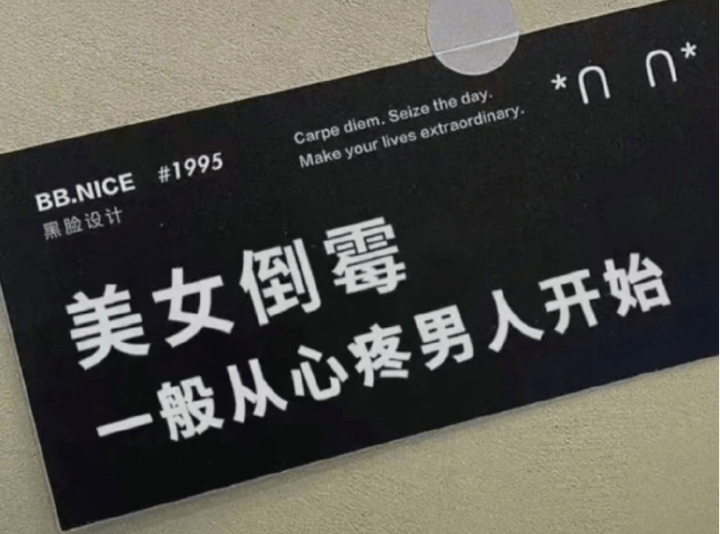 BB.NICE #1995
黑脸设计
Carpe diem. Seize the day.
Make your lives extraordinary.
*∩ ∩*
美女倒霉
一般从心疼男人开始